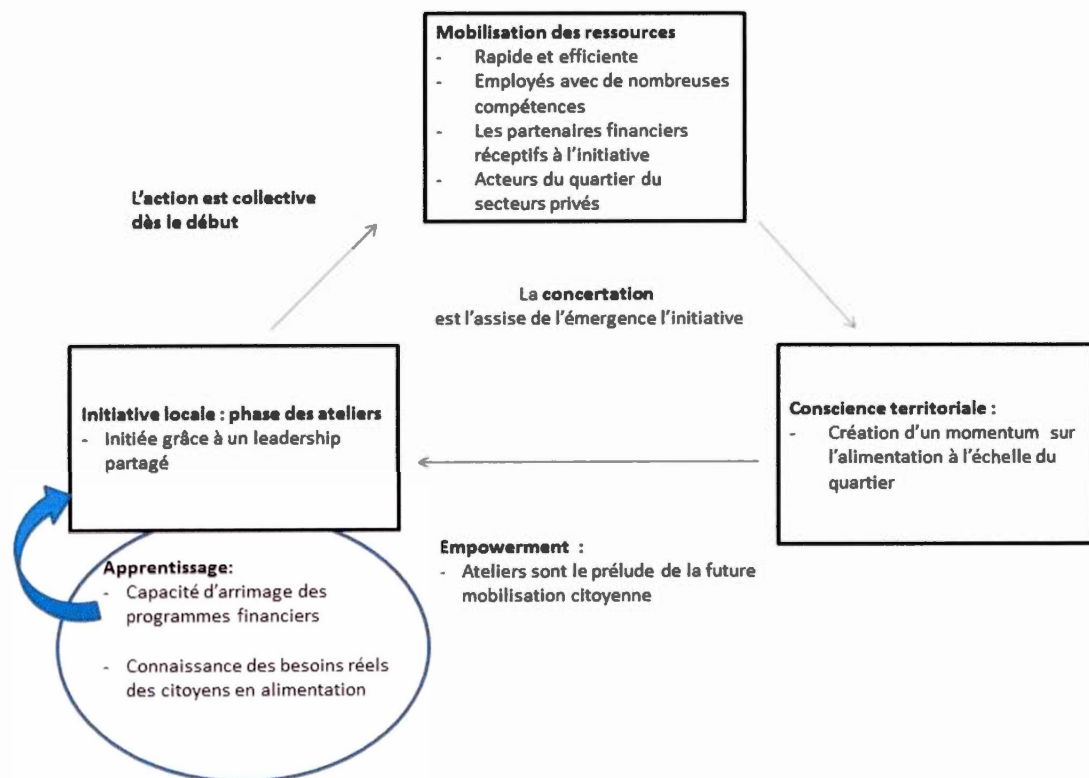 Mobilisation des ressources
- Rapide et efficiente
- Employés avec de nombreuses
compétences
- Les partenaires financiers
réceptifs à l'initiative
- Acteurs du quartier du
secteurs privés
L'action est collective
dès le début
La concertation
est l'assise de l'émergence l'initiative
Initiative locale : phase des ateliers
- Initiée grâce à un leadership
partagé
Conscience territoriale :
- Création d'un momentum sur
l'alimentation à l'échelle du
quartier
Empowerment :
- Ateliers sont le prélude de la future
mobilisation citoyenne
Apprentissage:
- Capacité d'arrimage des
programmes financiers
- Connaissance des besoins réels
des citoyens en alimentation